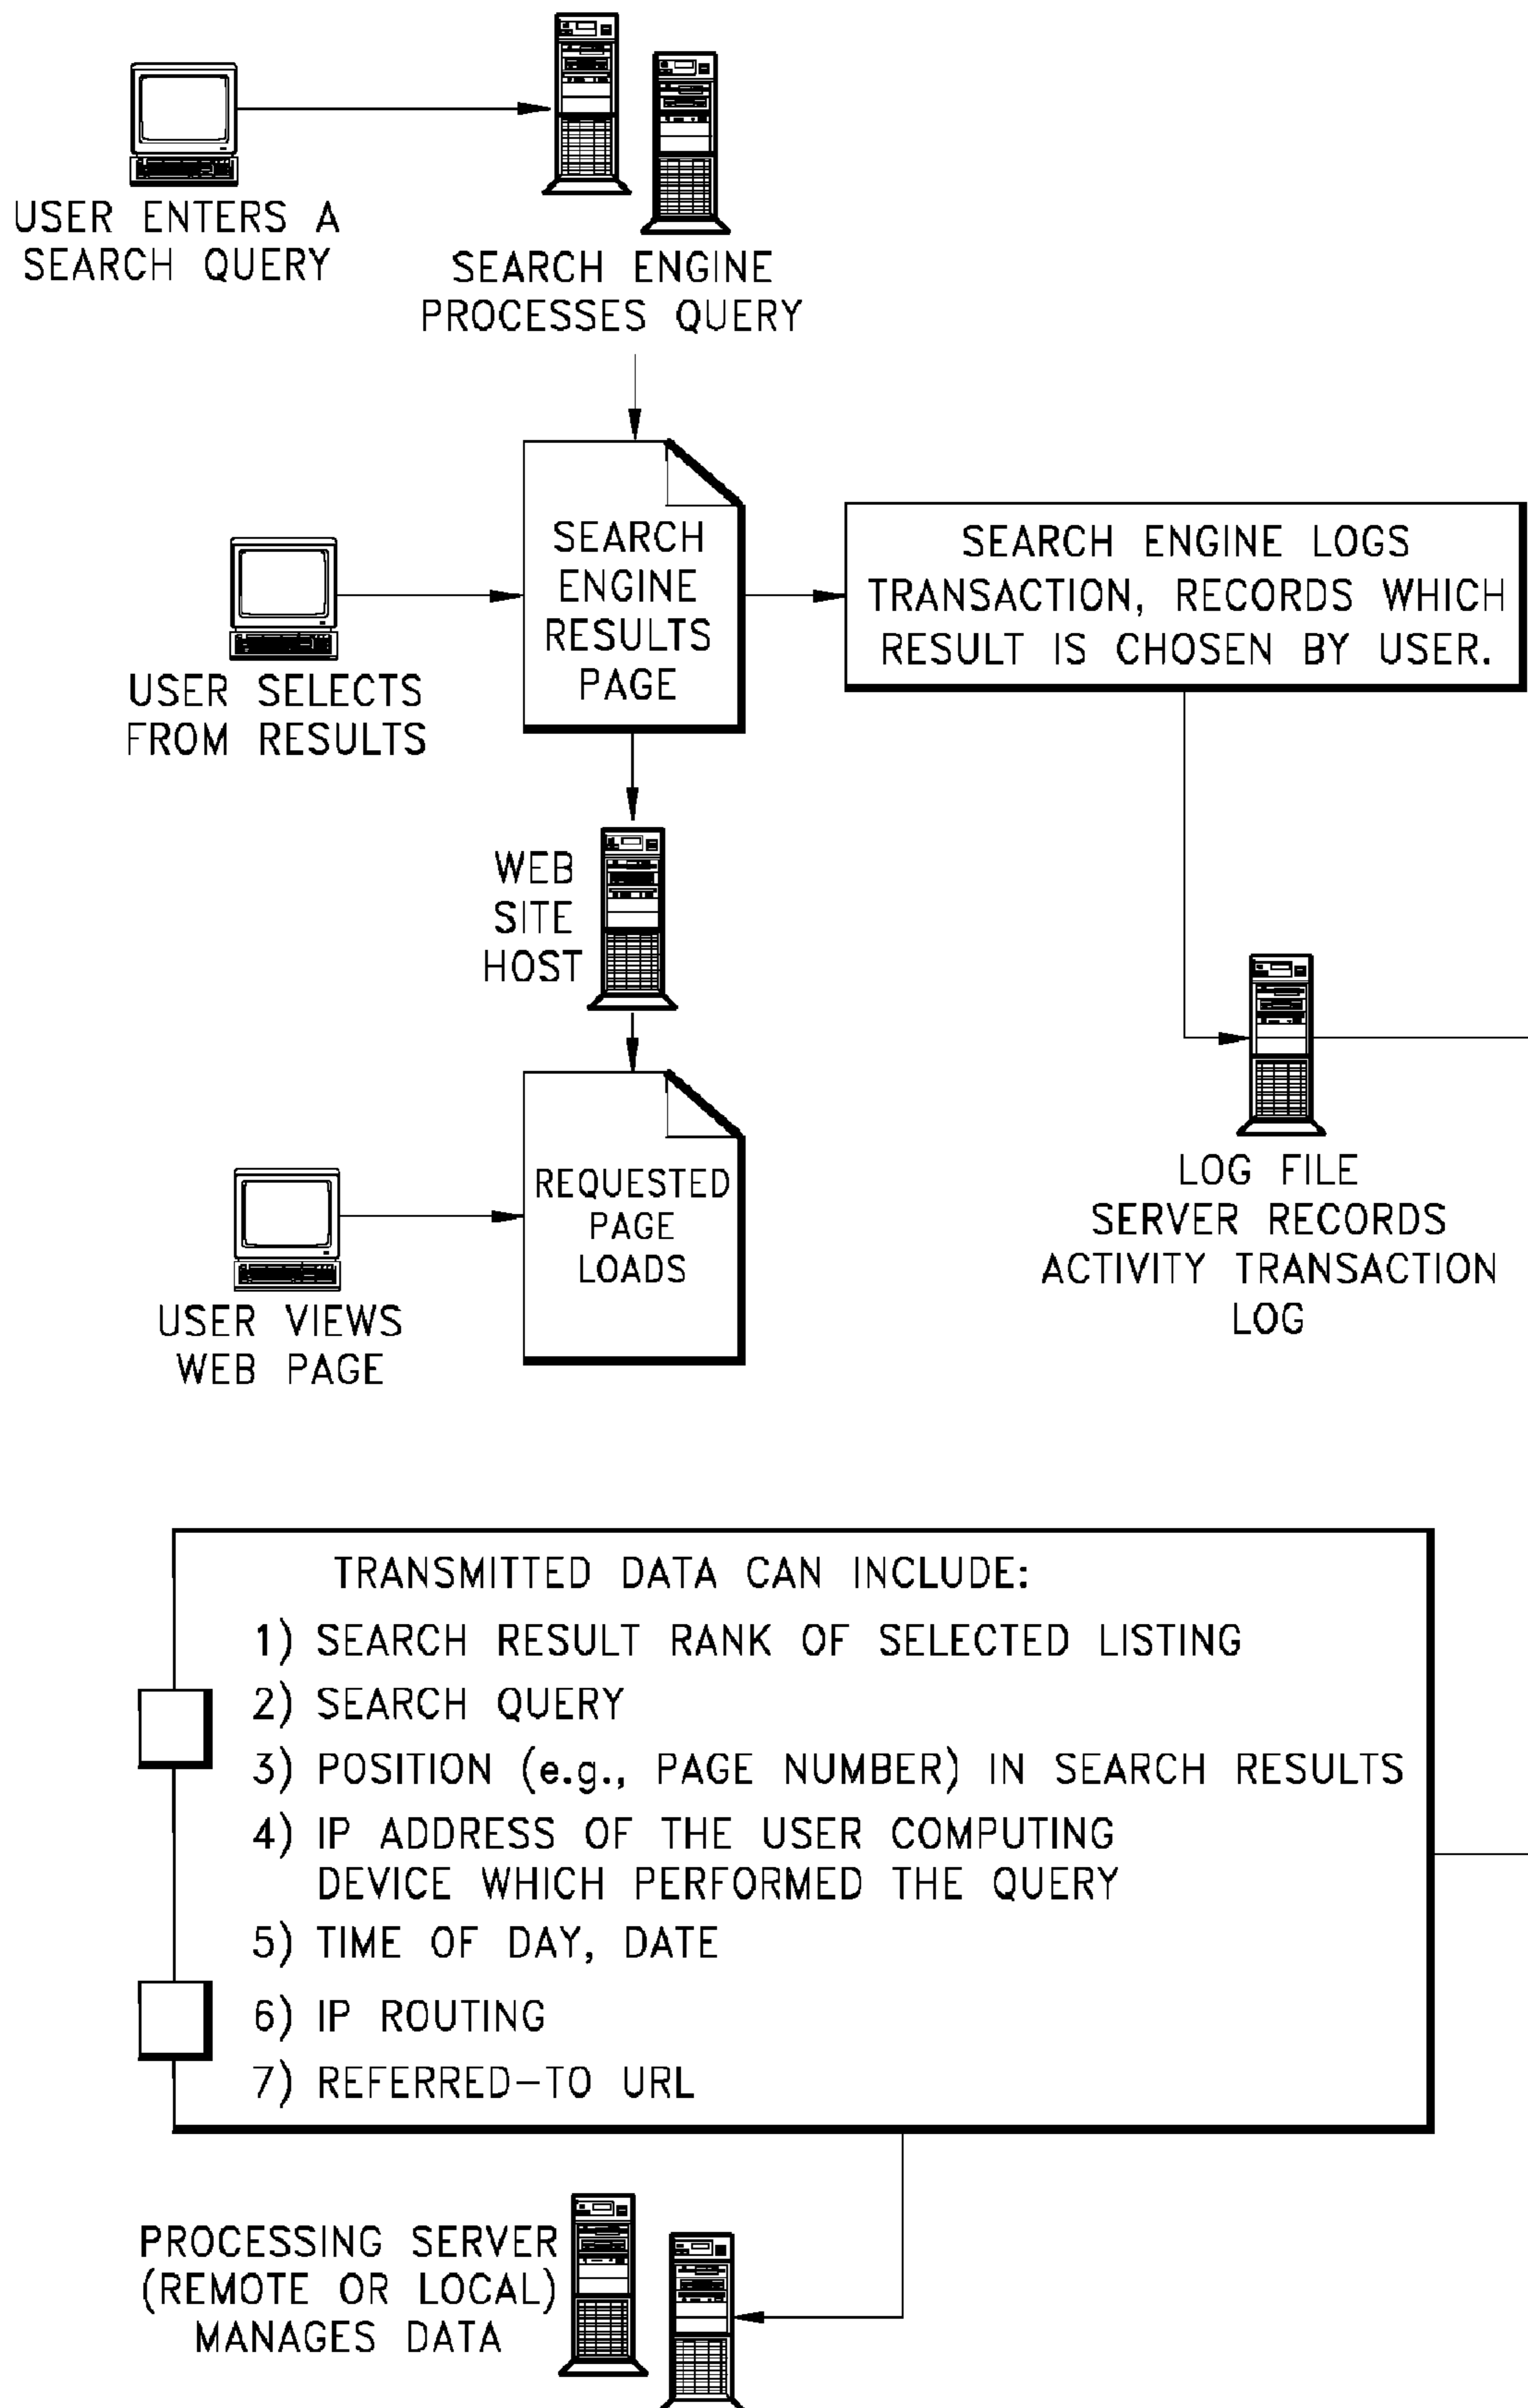 USER ENTERS A
SEARCH QUERY
SEARCH ENGINE
PROCESSES QUERY
SEARCH
ENGINE
RESULTS
PAGE
SEARCH ENGINE LOGS
TRANSACTION, RECORDS WHICH
RESULT IS CHOSEN BY USER.
USER SELECTS
FROM RESULTS
WEB
SITE
HOST
REQUESTED
PAGE
LOADS
LOG FILE
SERVER RECORDS
ACTIVITY TRANSACTION
LOG
USER VIEWS
WEB PAGE
TRANSMITTED DATA CAN INCLUDE:
1) SEARCH RESULT RANK OF SELECTED LISTING
2) SEARCH QUERY
3) POSITION (e.g., PAGE NUMBER) IN SEARCH RESULTS
4) IP ADDRESS OF THE USER COMPUTING
DEVICE WHICH PERFORMED THE QUERY
5) TIME OF DAY, DATE
6) IP ROUTING
7) REFERRED-TO URL
PROCESSING SERVER
(REMOTE OR LOCAL)
MANAGES DATA